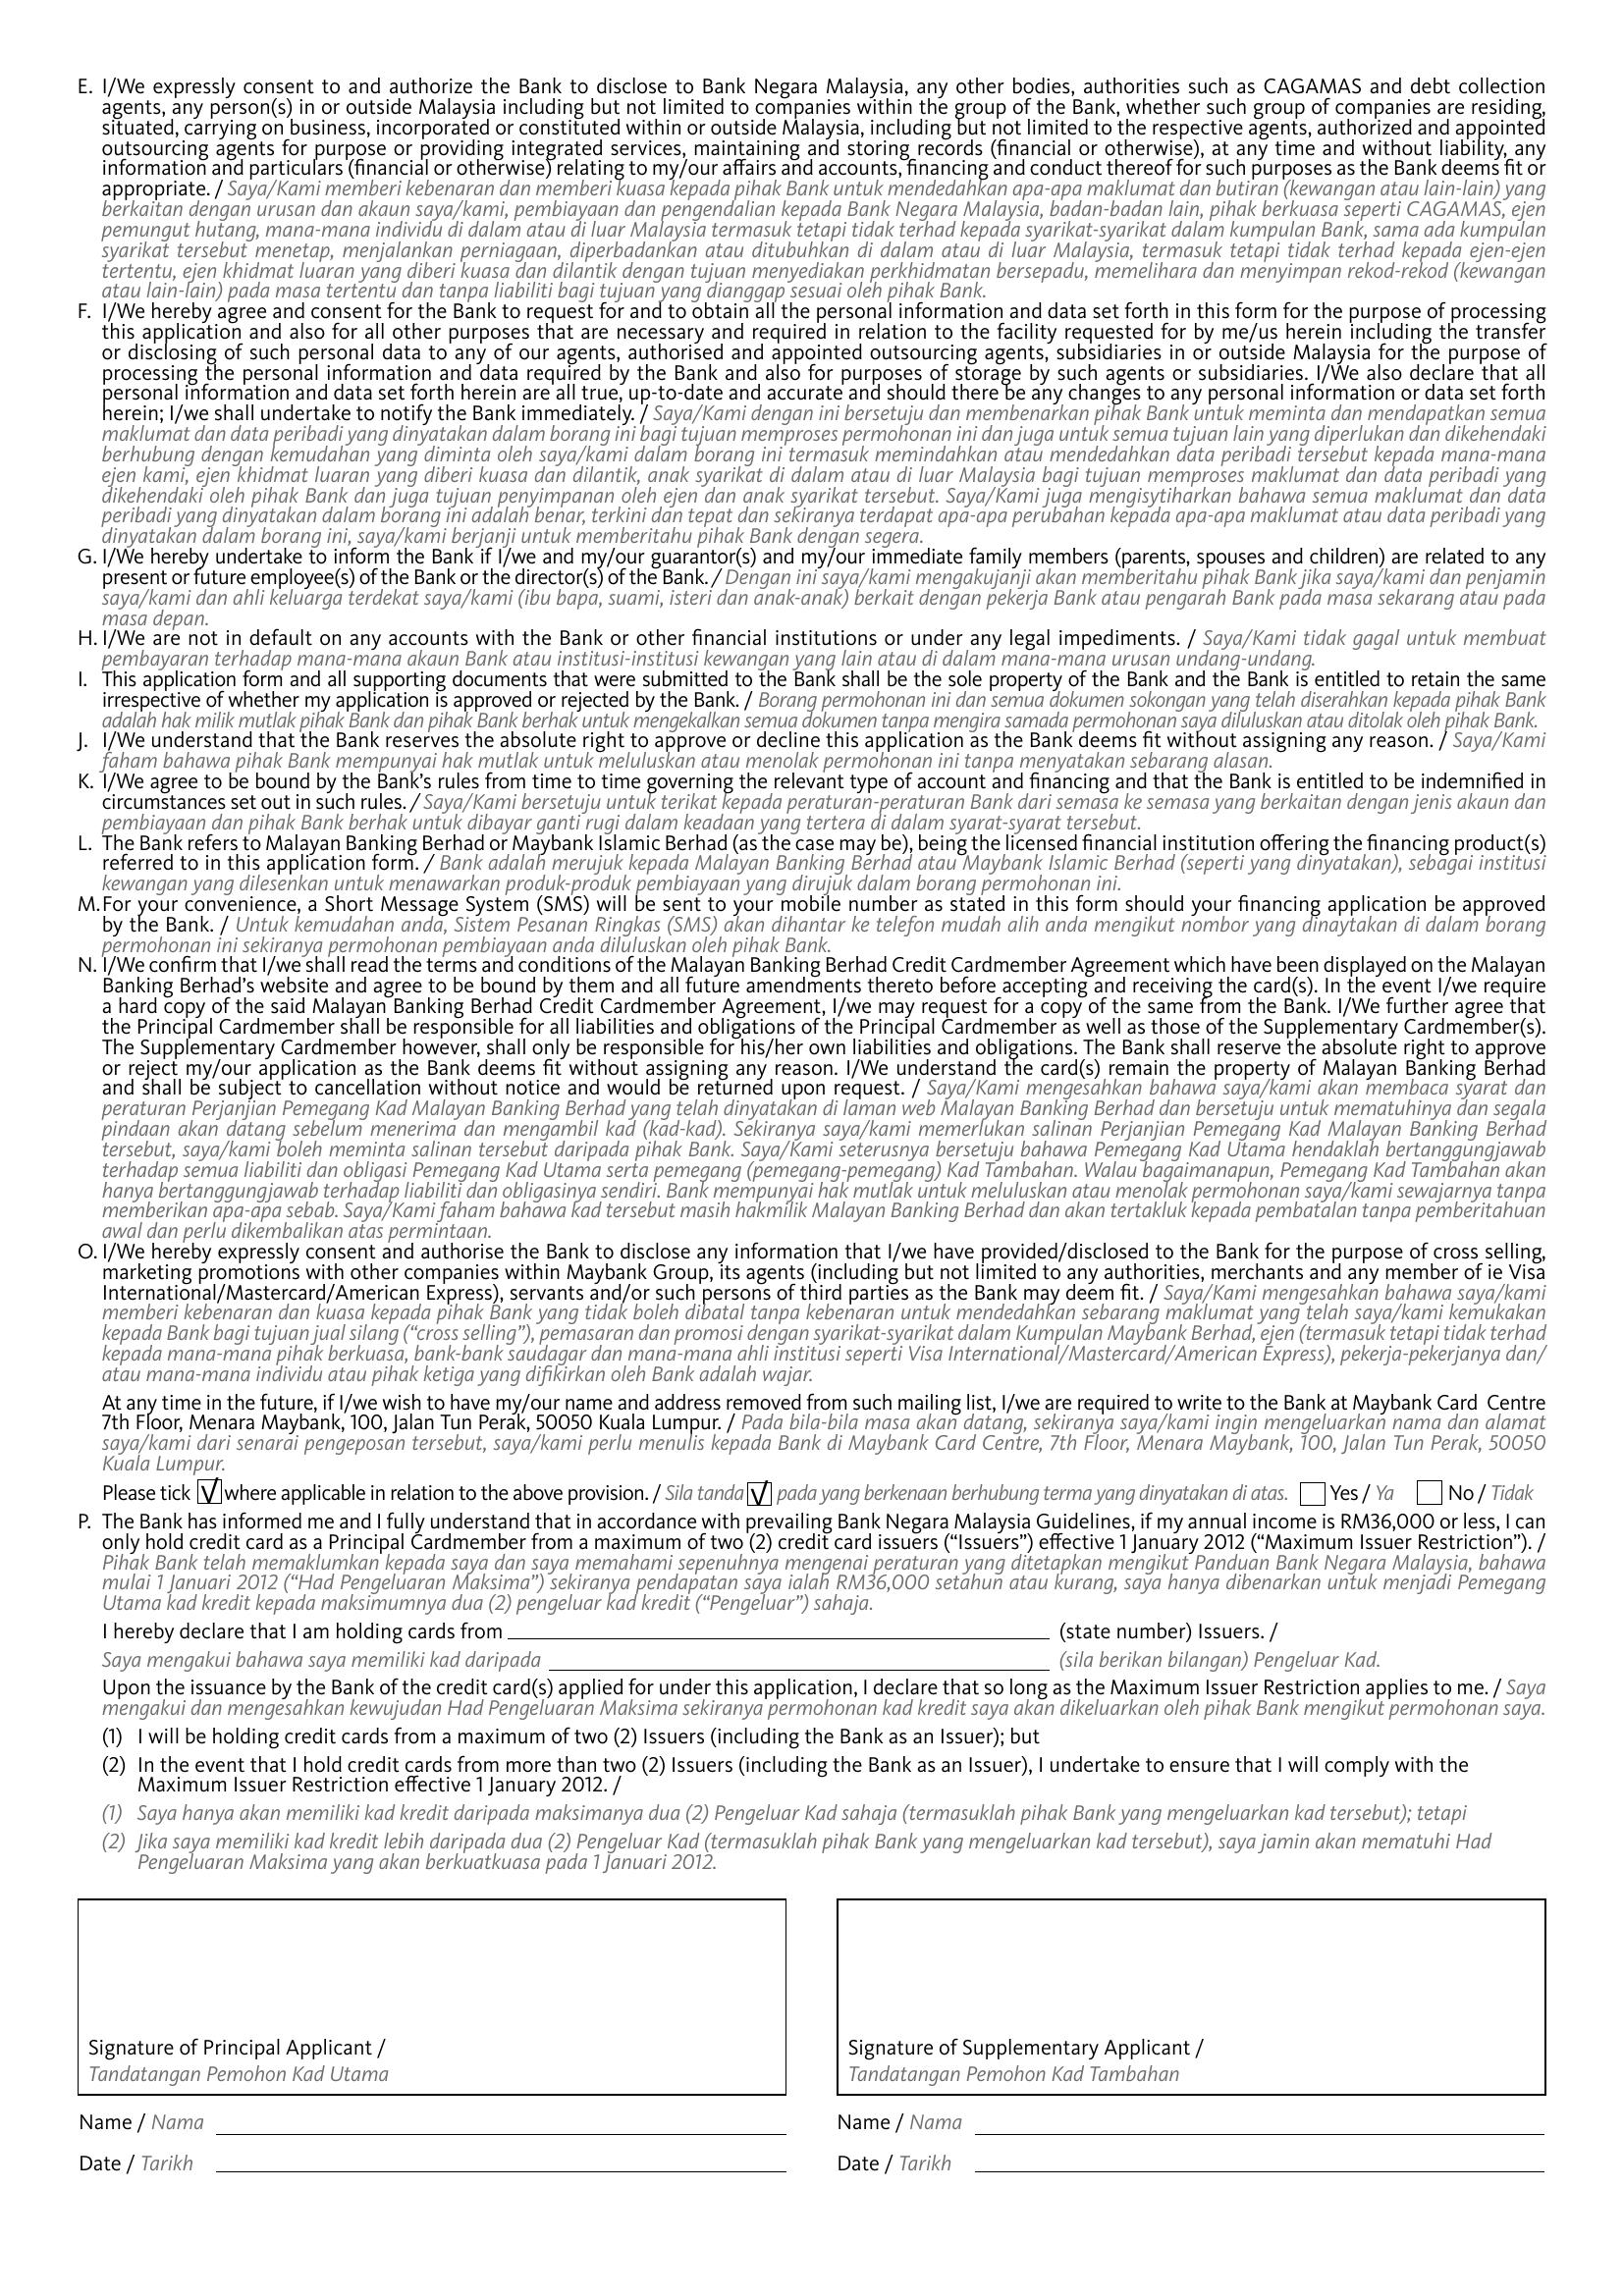 E. I/We expressly consent to and authorize the Bank to disclose to Bank Negara Malaysia, any other bodies, authorities such as CAGAMAS and debt collection
agents, any person(s) in or outside Malaysia including but not limited to companies within the group of the Bank, whether such group of companies are residing,
situated, carrying on business, incorporated or constituted within or outside Malaysia, including but not limited to the respective agents, authorized and appointed
outsourcing agents for purpose or providing integrated services, maintaining and storing records (financial or otherwise), at any time and without liability, any
information and particulars (financial or otherwise) relating to my/our affairs and accounts, financing and conduct thereof for such purposes as the Bank deems fit or
appropriate. / Saya/Kami memberi kebenaran dan memberi kuasa kepada pihak Bank untuk mendedahkan apa-apa maklumat dan butiran (kewangan atau lain-lain) yang
berkaitan dengan urusan dan akaun saya/kami, pembiayaan dan pengendalian kepada Bank Negara Malaysia, badan-badan lain, pihak berkuasa seperti CAGAMAS, ejen
pemungut hutang, mana-mana individu di dalam atau di luar Malaysia termasuk tetapi tidak terhad kepada syarikat-syarikat dalam kumpulan Bank, sama ada kumpulan
syarikat tersebut menetap, menjalankan perniagaan, diperbadankan atau ditubuhkan di dalam atau di luar Malaysia, termasuk tetapi tidak terhad kepada ejen-ejen
tertentu, ejen khidmat luaran yang diberi kuasa dan dilantik dengan tujuan menyediakan perkhidmatan bersepadu, memelihara dan menyimpan rekod-rekod (kewangan
atau lain-lain) pada masa tertentu dan tanpa liabiliti bagi tujuan yang dianggap sesuai oleh pihak Bank.
F. I/We hereby agree and consent for the Bank to request for and to obtain all the personal information and data set forth in this form for the purpose of processing
this application and also for all other purposes that are necessary and required in relation to the facility requested for by me/us herein including the transfer
or disclosing of such personal data to any of our agents, authorised and appointed outsourcing agents, subsidiaries in or outside Malaysia for the purpose of
processing the personal information and data required by the Bank and also for purposes of storage by such agents or subsidiaries. I/We also declare that all
personal information and data set forth herein are all true, up-to-date and accurate and should there be any changes to any personal information or data set forth
herein; I/we shall undertake to notify the Bank immediately. / Saya/Kami dengan ini bersetuju dan membenarkan pihak Bank untuk meminta dan mendapatkan semua
maklumat dan data peribadi yang dinyatakan dalam borang ini bagi tujuan memproses permohonan ini dan juga untuk semua tujuan lain yang diperlukan dan dikehendaki
berhubung dengan kemudahan yang diminta oleh saya/kami dalam borang ini termasuk memindahkan atau mendedahkan data peribadi tersebut kepada mana-mana
ejen kami, ejen khidmat luaran yang diberi kuasa dan dilantik, anak syarikat di dalam atau di luar Malaysia bagi tujuan memproses maklumat dan data peribadi yang
dikehendaki oleh pihak Bank dan juga tujuan penyimpanan oleh ejen dan anak syarikat tersebut. Saya/Kami juga mengisytiharkan bahawa semua maklumat dan data
peribadi yang dinyatakan dalam borang ini adalah benar, terkini dan tepat dan sekiranya terdapat apa-apa perubahan kepada apa-apa maklumat atau data peribadi yang
dinyatakan dalam borang ini, saya/kami berjanji untuk memberitahu pihak Bank dengan segera.
G. I/We hereby undertake to inform the Bank if I/we and my/our guarantor(s) and my/our immediate family members (parents, spouses and children) are related to any
present or future employee(s) of the Bank or the director(s) of the Bank. / Dengan ini saya/kami mengakujanji akan memberitahu pihak Bank jika saya/kami dan penjamin
saya/kami dan ahli keluarga terdekat saya/kami (ibu bapa, suami, isteri dan anak-anak) berkait dengan pekerja Bank atau pengarah Bank pada masa sekarang atau pada
masa depan.
H. I/We are not in default on any accounts with the Bank or other financial institutions or under any legal impediments. / Saya/Kami tidak gagal untuk membuat
pembayaran terhadap mana-mana akaun Bank atau institusi-institusi kewangan yang lain atau di dalam mana-mana urusan undang-undang.
I. This application form and all supporting documents that were submitted to the Bank shall be the sole property of the Bank and the Bank is entitled to retain the same
irrespective of whether my application is approved or rejected by the Bank. / Borang permohonan ini dan semua dokumen sokongan yang telah diserahkan kepada pihak Bank
adalah hak milik mutlak pihak Bank dan pihak Bank berhak untuk mengekalkan semua dokumen tanpa mengira samada permohonan saya diluluskan atau ditolak oleh pihak Bank.
J. I/We understand that the Bank reserves the absolute right to approve or decline this application as the Bank deems fit without assigning any reason. / Saya/Kami
faham bahawa pihak Bank mempunyai hak mutlak untuk meluluskan atau menolak permohonan ini tanpa menyatakan sebarang alasan.
K. I/We agree to be bound by the Bank's rules from time to time governing the relevant type of account and financing and that the Bank is entitled to be indemnified in
circumstances set out in such rules. / Saya/Kami bersetuju untuk terikat kepada peraturan-peraturan Bank dari semasa ke semasa yang berkaitan dengan jenis akaun dan
pembiayaan dan pihak Bank berhak untuk dibayar ganti rugi dalam keadaan yang tertera di dalam syarat-syarat tersebut.
L. The Bank refers to Malayan Banking Berhad or Maybank Islamic Berhad (as the case may be), being the licensed financial institution offering the financing product(s)
referred to in this application form. / Bank adalah merujuk kepada Malayan Banking Berhad atau Maybank Islamic Berhad (seperti yang dinyatakan), sebagai institusi
kewangan yang dilesenkan untuk menawarkan produk-produk pembiayaan yang dirujuk dalam borang permohonan ini.
M. For your convenience, a Short Message System (SMS) will be sent to your mobile number as stated in this form should your financing application be approved
by the Bank. / Untuk kemudahan anda, Sistem Pesanan Ringkas (SMS) akan dihantar ke telefon mudah alih anda mengikut nombor yang dinaytakan di dalam borang
permohonan ini sekiranya permohonan pembiayaan anda diluluskan oleh pihak Bank.
N. I/We confirm that I/we shall read the terms and conditions of the Malayan Banking Berhad Credit Cardmember Agreement which have been displayed on the Malayan
Banking Berhad's website and agree to be bound by them and all future amendments thereto before accepting and receiving the card(s). In the event I/we require
a hard copy of the said Malayan Banking Berhad Credit Cardmember Agreement, I/we may request for a copy of the same from the Bank. I/We further agree that
the Principal Cardmember shall be responsible for all liabilities and obligations of the Principal Cardmember as well as those of the Supplementary Cardmember(s).
The Supplementary Cardmember however, shall only be responsible for his/her own liabilities and obligations. The Bank shall reserve the absolute right to approve
or reject my/our application as the Bank deems fit without assigning any reason. I/We understand the card(s) remain the property of Malayan Banking Berhad
and shall be subject to cancellation without notice and would be returned upon request. / Saya/Kami mengesahkan bahawa saya/kami akan membaca syarat dan
peraturan Perjanjian Pemegang Kad Malayan Banking Berhad yang telah dinyatakan di laman web Malayan Banking Berhad dan bersetuju untuk mematuhinya dan segala
pindaan akan datang sebelum menerima dan mengambil kad (kad-kad). Sekiranya saya/kami memerlukan salinan Perjanjian Pemegang Kad Malayan Banking Berhad
tersebut, saya/kami boleh meminta salinan tersebut daripada pihak Bank. Saya/Kami seterusnya bersetuju bahawa Pemegang Kad Utama hendaklah bertanggungjawab
terhadap semua liabiliti dan obligasi Pemegang Kad Utama serta pemegang (pemegang-pemegang) Kad Tambahan. Walau bagaimanapun, Pemegang Kad Tambahan akan
hanya bertanggungjawab terhadap liabiliti dan obligasinya sendiri. Bank mempunyai hak mutlak untuk meluluskan atau menolak permohonan saya/kami sewajarnya tanpa
memberikan apa-apa sebab. Saya/Kami faham bahawa kad tersebut masih hakmilik Malayan Banking Berhad dan akan tertakluk kepada pembatalan tanpa pemberitahuan
awal dan perlu dikembalikan atas permintaan.
O. I/We hereby expressly consent and authorise the Bank to disclose any information that I/we have provided/disclosed to the Bank for the purpose of cross selling,
marketing promotions with other companies within Maybank Group, its agents (including but not limited to any authorities, merchants and any member of ie Visa
International/Mastercard/American Express), servants and/or such persons of third parties as the Bank may deem fit. / Saya/Kami mengesahkan bahawa saya/kami
memberi kebenaran dan kuasa kepada pihak Bank yang tidak boleh dibatal tanpa kebenaran untuk mendedahkan sebarang maklumat yang telah saya/kami kemukakan
kepada Bank bagi tujuan jual silang ("cross selling"), pemasaran dan promosi dengan syarikat-syarikat dalam Kumpulan Maybank Berhad, ejen (termasuk tetapi tidak terhad
kepada mana-mana pihak berkuasa, bank-bank saudagar dan mana-mana ahli institusi seperti Visa International/Mastercard/American Express), pekerja-pekerjanya dan/
atau mana-mana individu atau pihak ketiga yang difikirkan oleh Bank adalah wajar.
At any time in the future, if I/we wish to have my/our name and address removed from such mailing list, I/we are required to write to the Bank at Maybank Card Centre
7th Floor, Menara Maybank, 100, Jalan Tun Perak, 50050 Kuala Lumpur. / Pada bila-bila masa akan datang, sekiranya saya/kami ingin mengeluarkan nama dan alamat
saya/kami dari senarai pengeposan tersebut, saya/kami perlu menulis kepada Bank di Maybank Card Centre, 7th Floor, Menara Maybank, 100, Jalan Tun Perak, 50050
Kuala Lumpur.
Please tick √ where applicable in relation to the above provision. / Sila tanda √ pada yang berkenaan berhubung terma yang dinyatakan di atas. Yes / Ya No / Tidak
P. The Bank has informed me and I fully understand that in accordance with prevailing Bank Negara Malaysia Guidelines, if my annual income is RM36,000 or less, I can
only hold credit card as a Principal Cardmember from a maximum of two (2) credit card issuers ("Issuers") effective 1 January 2012 ("Maximum Issuer Restriction"). /
Pihak Bank telah memaklumkan kepada saya dan saya memahami sepenuhnya mengenai peraturan yang ditetapkan mengikut Panduan Bank Negara Malaysia, bahawa
mulai 1 Januari 2012 ("Had Pengeluaran Maksima") sekiranya pendapatan saya ialah RM36,000 setahun atau kurang, saya hanya dibenarkan untuk menjadi Pemegang
Utama kad kredit kepada maksimumnya dua (2) pengeluar kad kredit ("Pengeluar") sahaja.
I hereby declare that I am holding cards from (state number) Issuers. /
Saya mengakui bahawa saya memiliki kad daripada (sila berikan bilangan) Pengeluar Kad.
Upon the issuance by the Bank of the credit card(s) applied for under this application, I declare that so long as the Maximum Issuer Restriction applies to me. / Saya
mengakui dan mengesahkan kewujudan Had Pengeluaran Maksima sekiranya permohonan kad kredit saya akan dikeluarkan oleh pihak Bank mengikut permohonan saya.
(1) I will be holding credit cards from a maximum of two (2) Issuers (including the Bank as an Issuer); but
(2) In the event that I hold credit cards from more than two (2) Issuers (including the Bank as an Issuer), I undertake to ensure that I will comply with the
Maximum Issuer Restriction effective 1 January 2012. /
(1) Saya hanya akan memiliki kad kredit daripada maksimanya dua (2) Pengeluar Kad sahaja (termasuklah pihak Bank yang mengeluarkan kad tersebut); tetapi
(2) Jika saya memiliki kad kredit lebih daripada dua (2) Pengeluar Kad (termasuklah pihak Bank yang mengeluarkan kad tersebut), saya jamin akan mematuhi Had
Pengeluaran Maksima yang akan berkuatkuasa pada 1 Januari 2012.
Signature of Principal Applicant /
Tandatangan Pemohon Kad Utama
Name / Nama
Date / Tarikh
Signature of Supplementary Applicant /
Tandatangan Pemohon Kad Tambahan
Name / Nama
Date / Tarikh